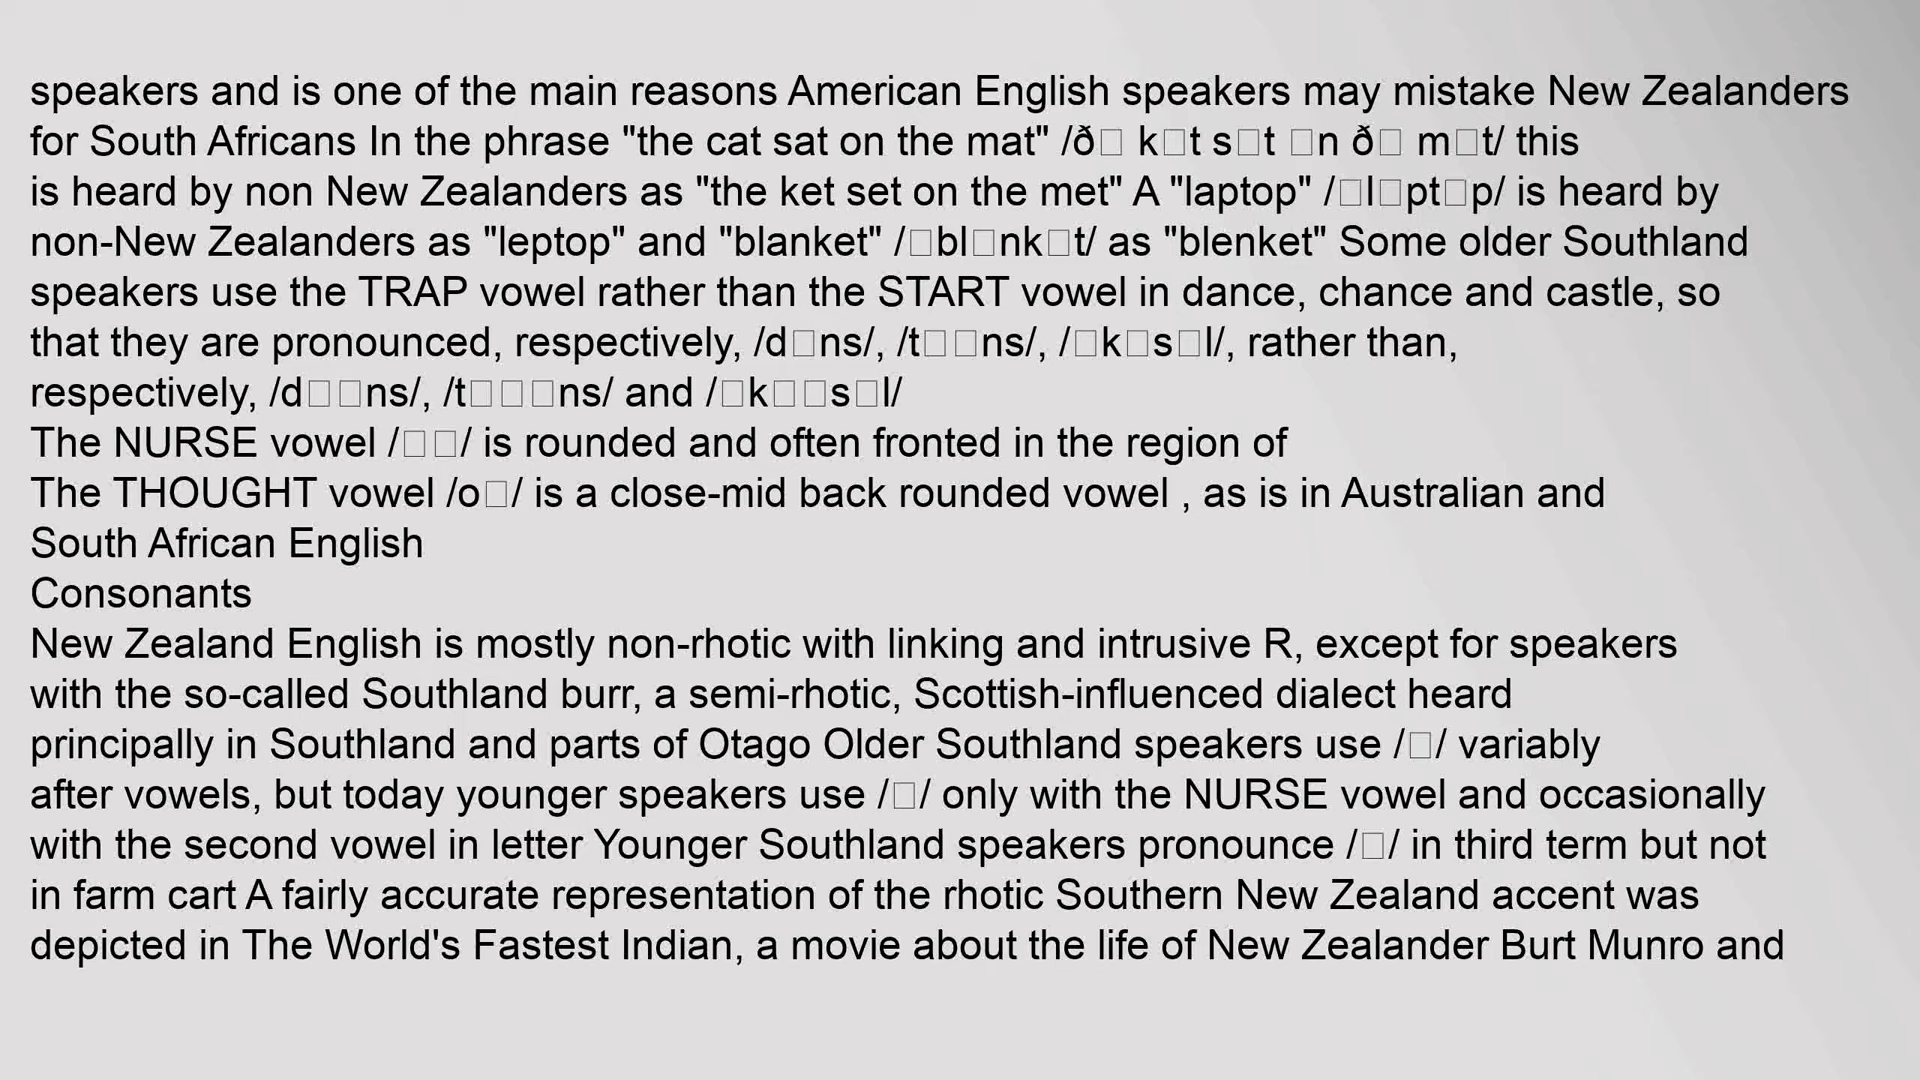 speakers and is one of the main reasons American English speakers may mistake New Zealanders
for South Africans In the phrase "the cat sat on the mat" /ð□ k□t s□t □n ð□ m□t/ this
is heard by non New Zealanders as "the ket set on the met" A "laptop" /□l□pt□p/ is heard by
non-New Zealanders as "leptop" and "blanket" /□bl□nk□t/ as "blenket" Some older Southland
speakers use the TRAP vowel rather than the START vowel in dance, chance and castle, so
that they are pronounced, respectively, /d□ns/, /t□□ns/, /□k□s□l/, rather than,
respectively, /d□□ns/, /t□□□ns/ and /□k□□s□l/
The NURSE vowel /□□/ is rounded and often fronted in the region of
The THOUGHT vowel /o□/ is a close-mid back rounded vowel , as is in Australian and
South African English
Consonants
New Zealand English is mostly non-rhotic with linking and intrusive R, except for speakers
with the so-called Southland burr, a semi-rhotic, Scottish-influenced dialect heard
principally in Southland and parts of Otago Older Southland speakers use /□/ variably
after vowels, but today younger speakers use /□/ only with the NURSE vowel and occasionally
with the second vowel in letter Younger Southland speakers pronounce /□/ in third term but not
in farm cart A fairly accurate representation of the rhotic Southern New Zealand accent was
depicted in The World's Fastest Indian, a movie about the life of New Zealander Burt Munro and